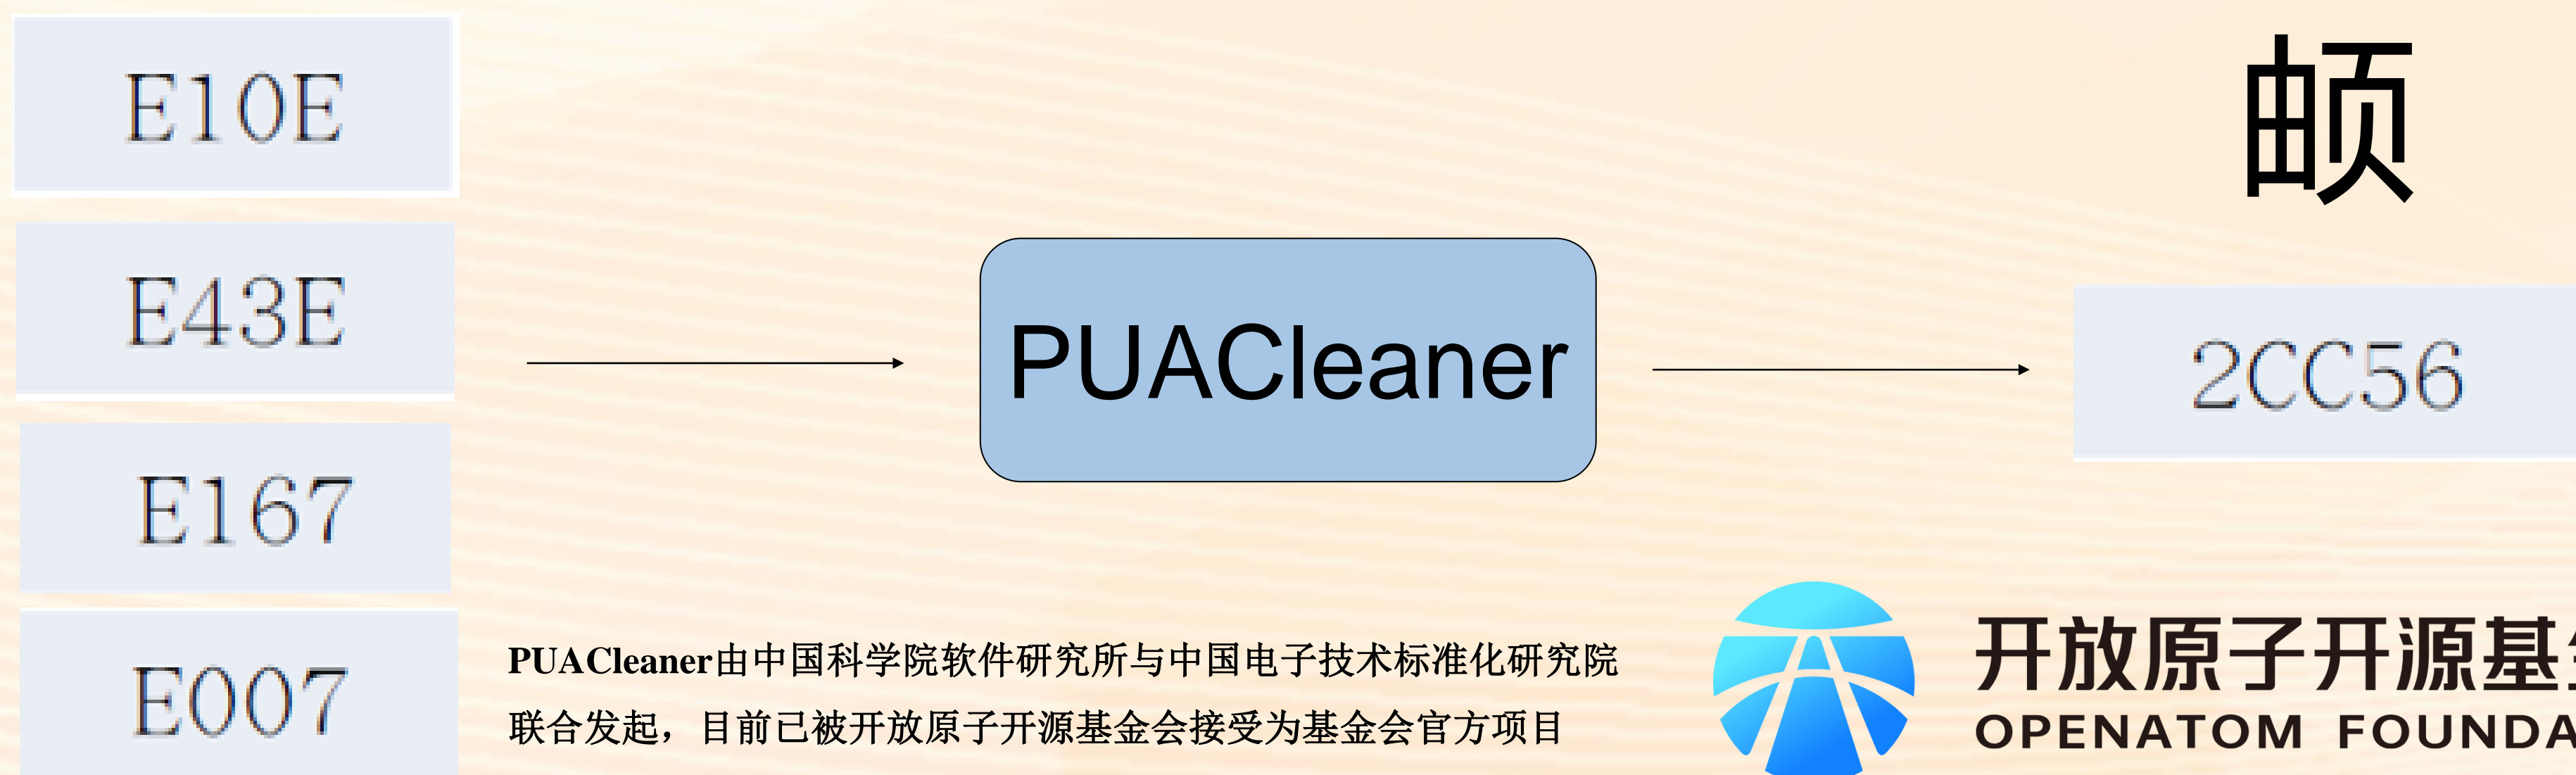 E10E
E43E
E167
E007
PUACleaner
𬱖
2CC56
PUACleaner由中国科学院软件研究所与中国电子技术标准化研究院
联合发起，目前已被开放原子开源基金会接受为基金会官方项目
开放原子开源基
OPENATOM FOUNDA